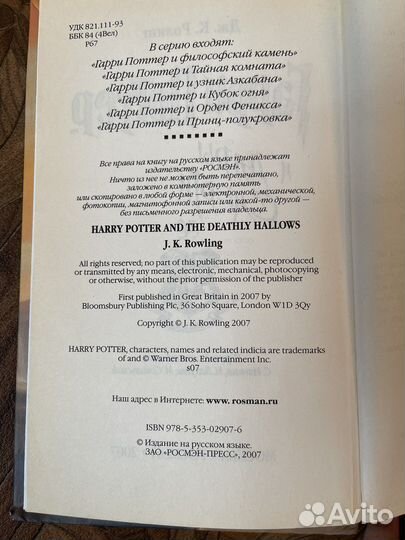 УДК 821.111-93
ББК 84 (4Вел)
Р67
В серию входят:
«Гарри Поттер и философский камень»
«Гарри Поттер и Тайная комната»
«Гарри Поттер и узник Азкабана»
«Гарри Поттер и Кубок огня»
«Гарри Поттер и Орден Феникса»
«Гарри Поттер и Принц-полукровка»
Все права на книгу на русском языке принадлежат
издательству «РОСМЭН».
Ничто из нее не может быть перепечатано,
заложено в компьютерную память
или скопировано в любой форме — электронной, механической,
фотокопии, магнитофонной записи или какой-то другой —
без письменного разрешения владельца.
HARRY POTTER AND THE DEATHLY HALLOWS
J. K. Rowling
All rights reserved; no part of this publication may be reproduced
or transmitted by any means, electronic, mechanical, photocopying
or otherwise, without the prior permission of the publisher
First published in Great Britain in 2007 by
Bloomsbury Publishing Plc, 36 Soho Square, London W1D 3Qy
Copyright © J. K. Rowling 2007
HARRY POTTER, characters, names and related indicia are trademarks
of and © Warner Bros. Entertainment Inc.
s07
Наш адрес в Интернете: www.rosman.ru
ISBN 978-5-353-02907-6
© Издание на русском языке.
ЗАО «РОСМЭН-ПРЕСС», 2007
Avito